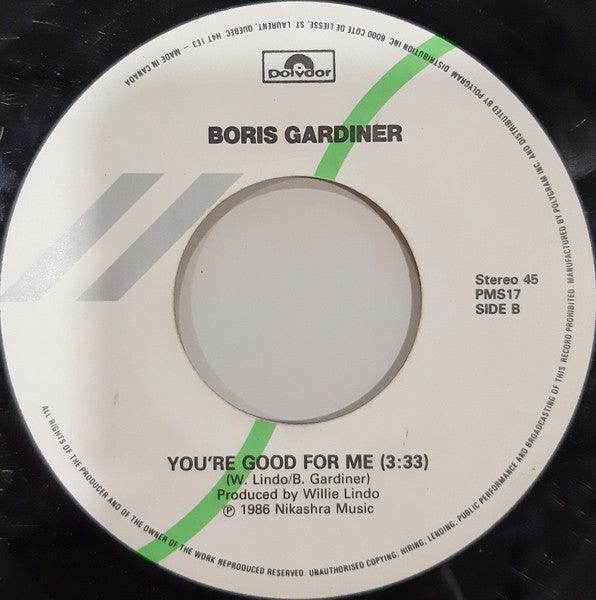 Polydor
BORIS GARDINER
Stereo 45
PMS17
SIDE B
YOU'RE GOOD FOR ME (3:33)
(W. Lindo/B. Gardiner)
Produced by Willie Lindo
℗ 1986 Nikashra Music
ALL RIGHTS OF THE PRODUCER AND OF THE OWNER OF THE WORK REPRODUCED RESERVED. UNAUTHORISED COPYING, HIRING, LENDING, PUBLIC PERFORMANCE AND BROADCASTING OF THIS RECORD PROHIBITED. MANUFACTURED BY POLYGRAM INC. AND DISTRIBUTED BY POLYGRAM DISTRIBUTION INC. 6000 COTE DE LIESSE, ST. LAURENT, QUEBEC H4T 1E3 - MADE IN CANADA